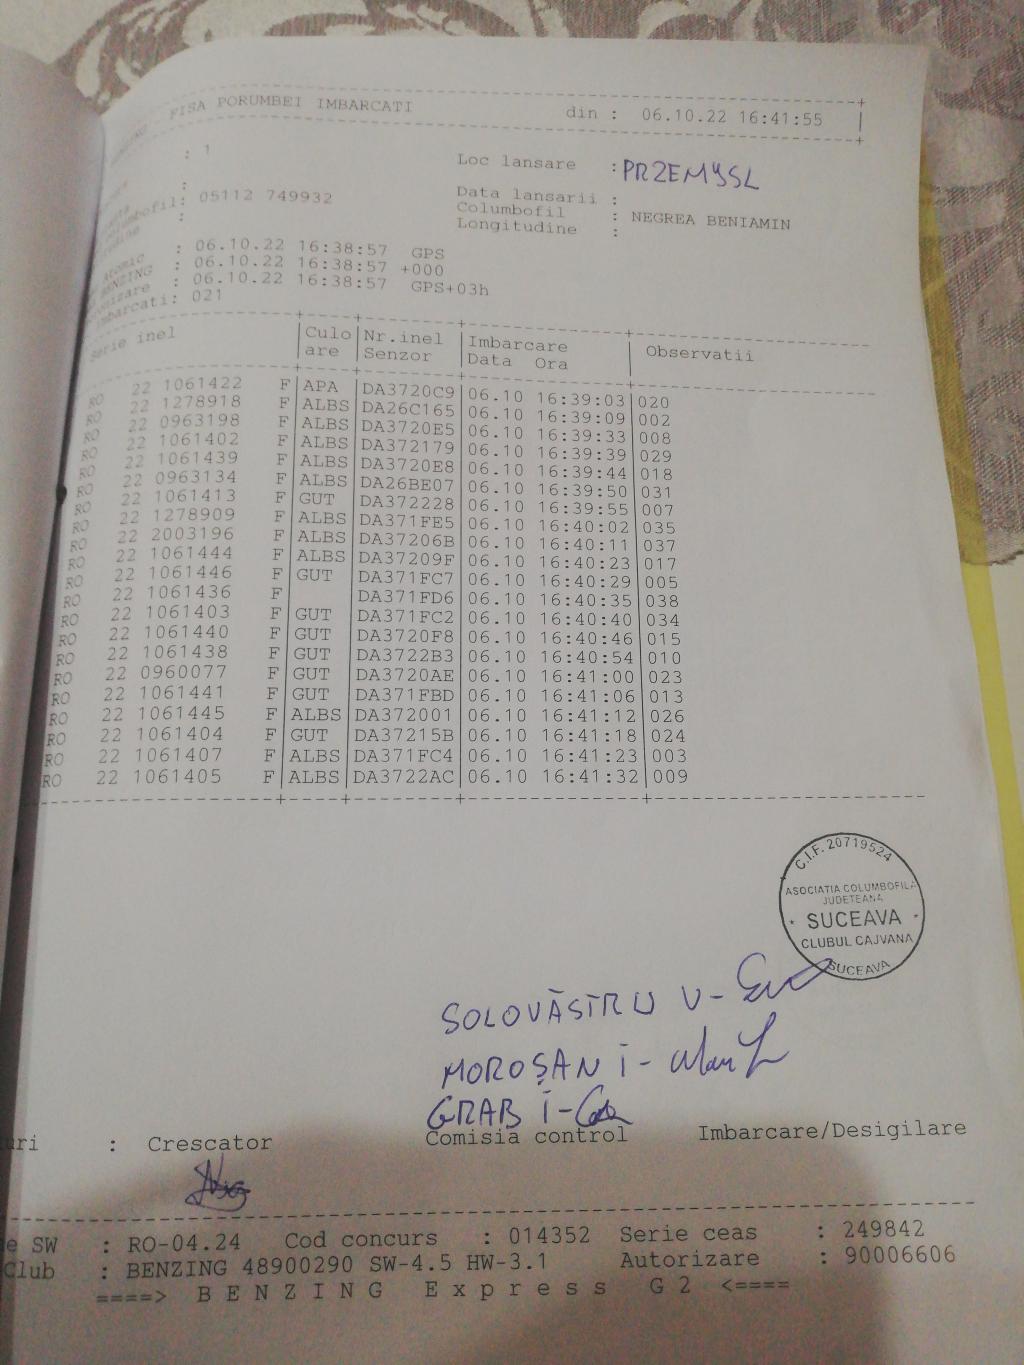 FISA PORUMBEI IMBARCATI din : 06.10.22 16:41:55
: 1 Loc lansare : PRZEMYSL
: Data lansarii :
Columbofil: 05112 749932 Columbofil : NEGREA BENIAMIN
: Longitudine :
Atomic : 06.10.22 16:38:57 GPS
BENZING : 06.10.22 16:38:57 +000
: 06.10.22 16:38:57 GPS+03h
imbarcati: 021
Serie inel Culo Nr.inel Imbarcare Observatii
are Senzor Data Ora
RO 22 1061422 F APA DA3720C9 06.10 16:39:03 020
RO 22 1278918 F ALBS DA26C165 06.10 16:39:09 002
RO 22 0963198 F ALBS DA3720E5 06.10 16:39:33 008
RO 22 1061402 F ALBS DA372179 06.10 16:39:39 029
RO 22 1061439 F ALBS DA3720E8 06.10 16:39:44 018
RO 22 0963134 F ALBS DA26BE07 06.10 16:39:50 031
RO 22 1061413 F GUT DA372228 06.10 16:39:55 007
RO 22 1278909 F ALBS DA371FE5 06.10 16:40:02 035
RO 22 2003196 F ALBS DA37206B 06.10 16:40:11 037
RO 22 1061444 F ALBS DA37209F 06.10 16:40:23 017
RO 22 1061446 F GUT DA371FC7 06.10 16:40:29 005
RO 22 1061436 F DA371FD6 06.10 16:40:35 038
RO 22 1061403 F GUT DA371FC2 06.10 16:40:40 034
RO 22 1061440 F GUT DA3720F8 06.10 16:40:46 015
RO 22 1061438 F GUT DA3722B3 06.10 16:40:54 010
RO 22 0960077 F GUT DA3720AE 06.10 16:41:00 023
RO 22 1061441 F GUT DA371FBD 06.10 16:41:06 013
RO 22 1061445 F ALBS DA372001 06.10 16:41:12 026
RO 22 1061404 F GUT DA37215B 06.10 16:41:18 024
RO 22 1061407 F ALBS DA371FC4 06.10 16:41:23 003
RO 22 1061405 F ALBS DA3722AC 06.10 16:41:32 009
C.I.F. 20719524
ASOCIATIA COLUMBOFILA
JUDETEANA
SUCEAVA
CLUBUL CAJVANA
SUCEAVA
SOLOVĂSTRU V-
MOROȘAN I-
GRAB I-
uri : Crescator Comisia control Imbarcare/Desigilare
e SW : RO-04.24 Cod concurs : 014352 Serie ceas : 249842
Club : BENZING 48900290 SW-4.5 HW-3.1 Autorizare : 90006606
====> B E N Z I N G E x p r e s s G 2 <====